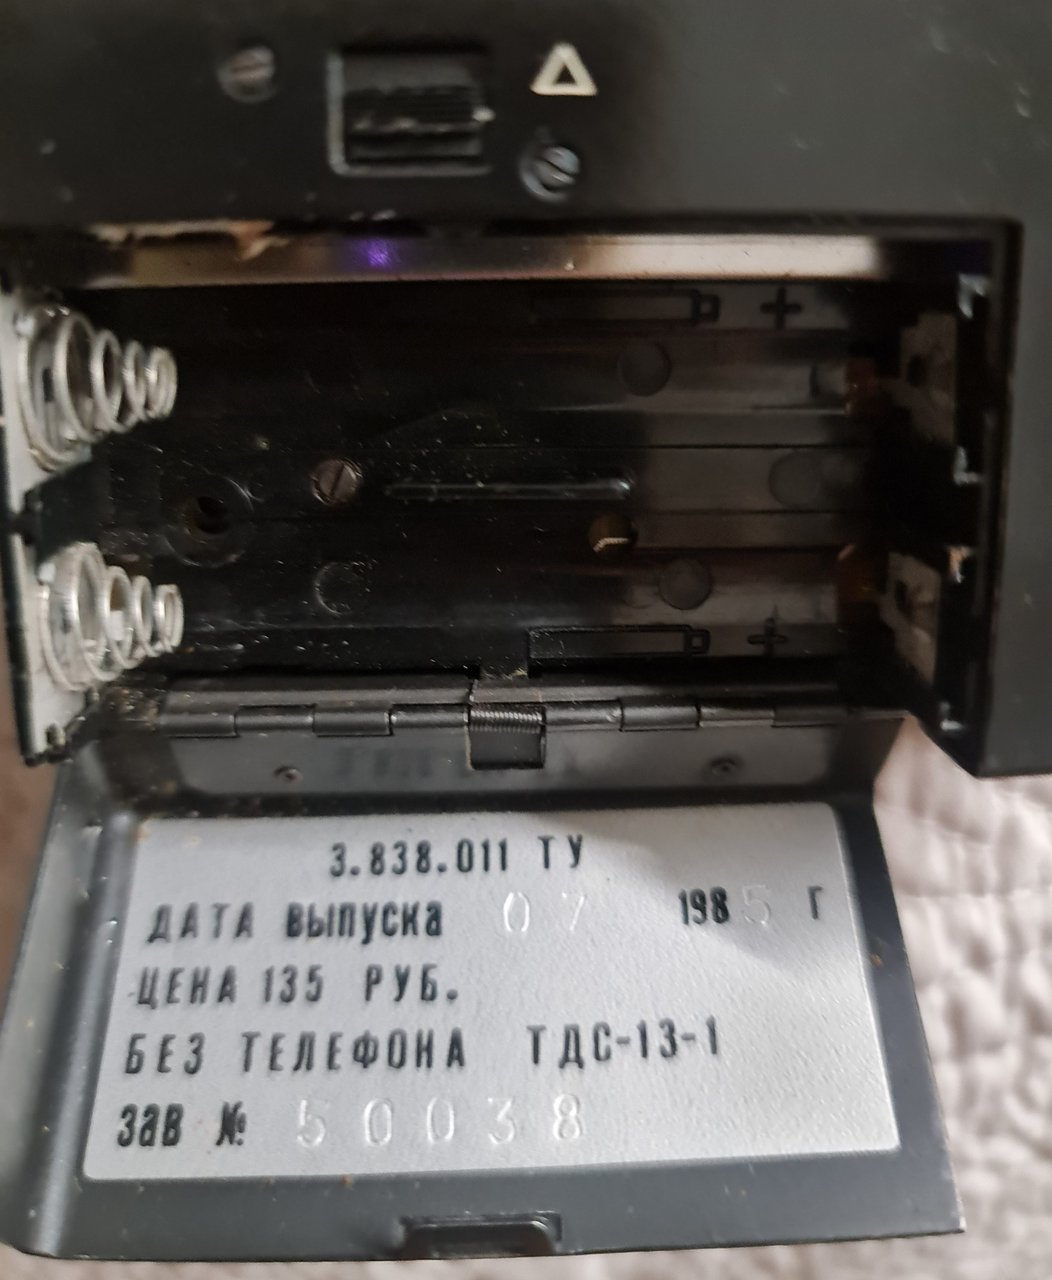 3.838.011 ТУ
ДАТА выпуска 07 1985 г
ЦЕНА 135 РУБ.
БЕЗ ТЕЛЕФОНА ТДС-13-1
Зав № 50038